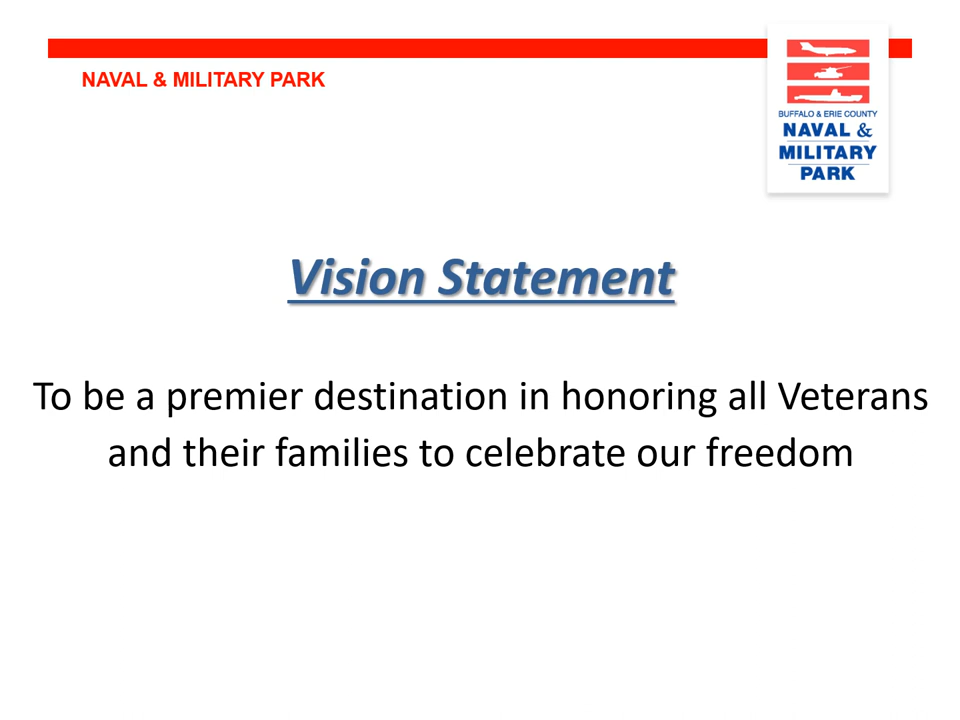 NAVAL & MILITARY PARK
BUFFALO & ERIE COUNTY
NAVAL &
MILITARY
PARK
Vision Statement
To be a premier destination in honoring all Veterans
and their families to celebrate our freedom